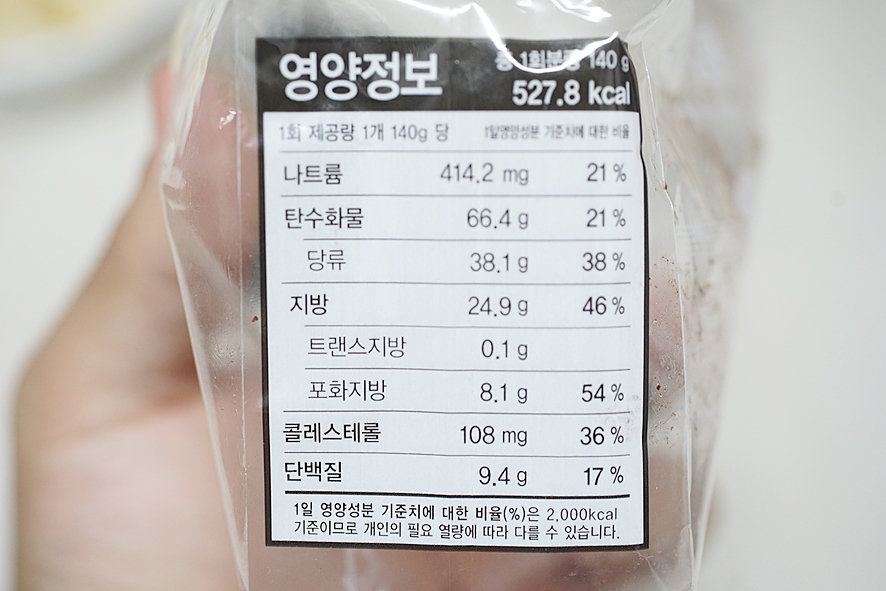 영양정보
총 1회분량 140 g
527.8 kcal
1회 제공량 1개 140g 당 1일영양성분 기준치에 대한 비율
나트륨 414.2 mg 21 %
탄수화물 66.4 g 21 %
당류 38.1 g 38 %
지방 24.9 g 46 %
트랜스지방 0.1 g
포화지방 8.1 g 54 %
콜레스테롤 108 mg 36 %
단백질 9.4 g 17 %
1일 영양성분 기준치에 대한 비율(%)은 2,000kcal
기준이므로 개인의 필요 열량에 따라 다를 수 있습니다.